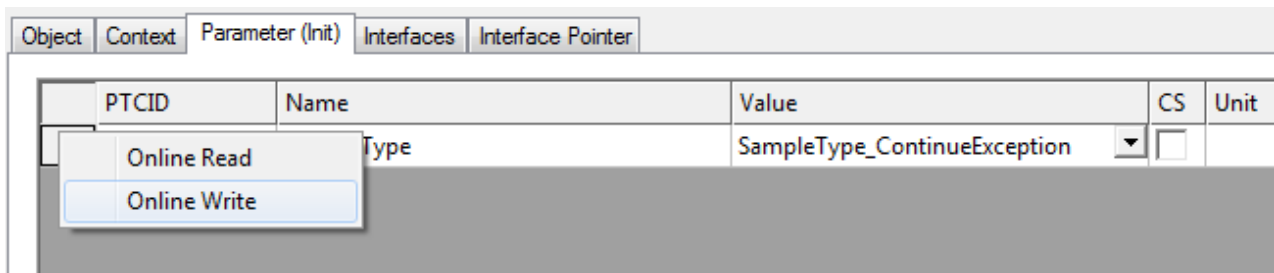 Object Context Parameter (Init) Interfaces Interface Pointer
PTCID Name Value CS Unit
Type SampleType_ContinueException
Online Read
Online Write